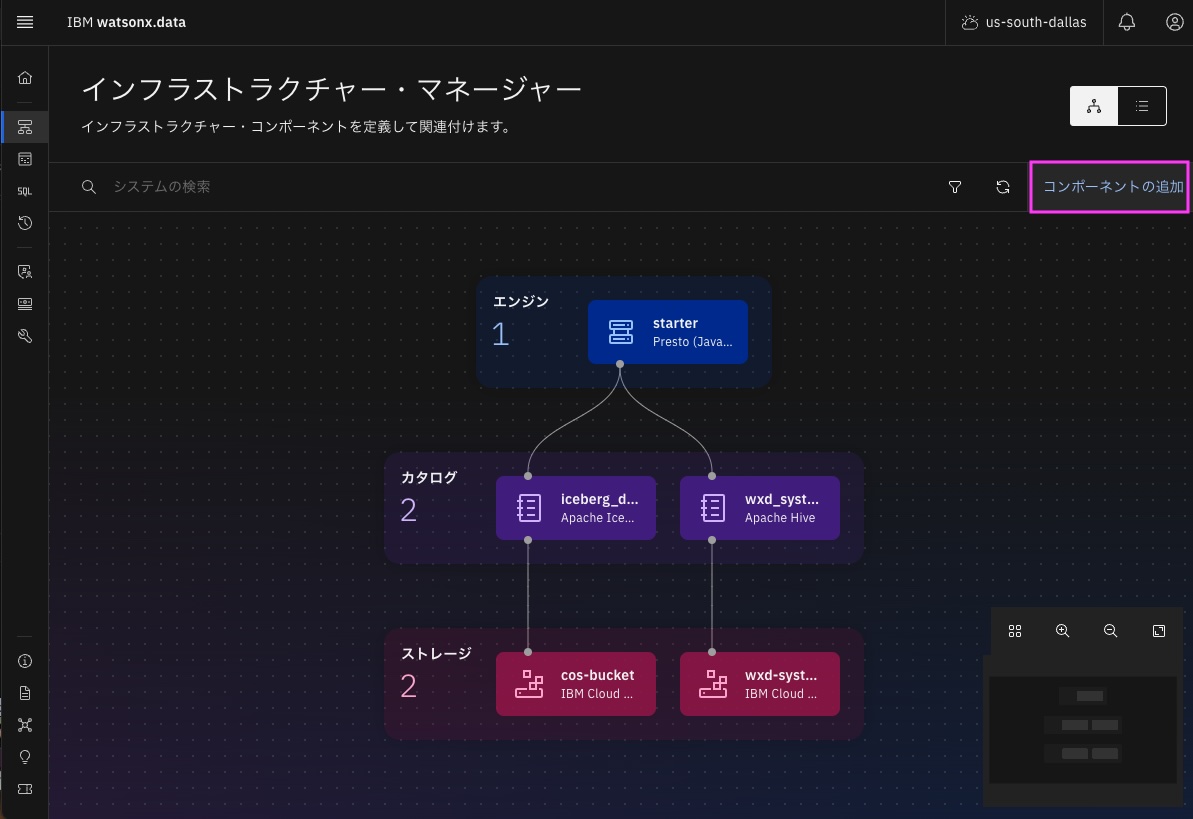 IBM watsonx.data
us-south-dallas
インフラストラクチャー・マネージャー
インフラストラクチャー・コンポーネントを定義して関連付けます。
システムの検索
コンポーネントの追加
SQL
エンジン
1
starter
Presto (Java...
カタログ
2
iceberg_d...
Apache Ice...
wxd_syst...
Apache Hive
ストレージ
2
cos-bucket
IBM Cloud ...
wxd-syst...
IBM Cloud ...